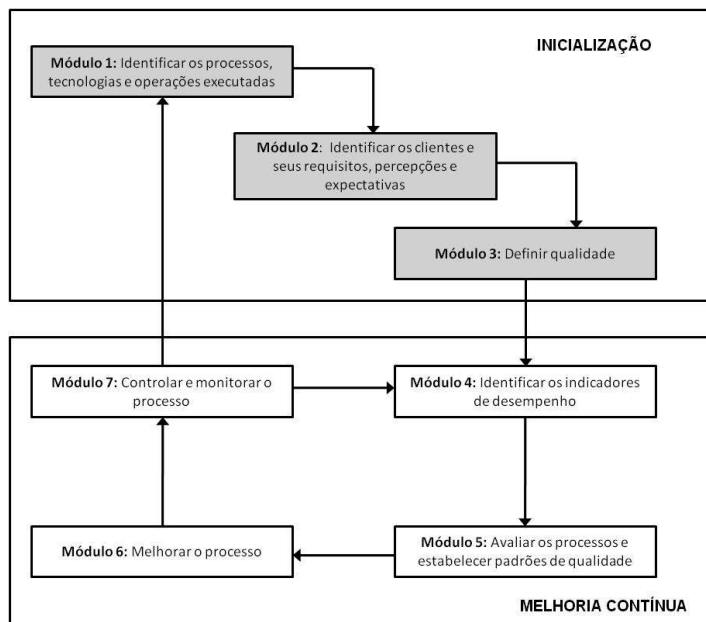 INICIALIZAÇÃO
Módulo 1: Identificar os processos,
tecnologias e operações executadas
Módulo 2:  Identificar os clientes e
seus requisitos, percepções e
expectativas
Módulo 3: Definir qualidade
Módulo 7: Controlar e monitorar o
processo
Módulo 4: Identificar os indicadores
de desempenho
Módulo 6: Melhorar o processo
Módulo 5: Avaliar os processos e
estabelecer padrões de qualidade
MELHORIA CONTÍNUA